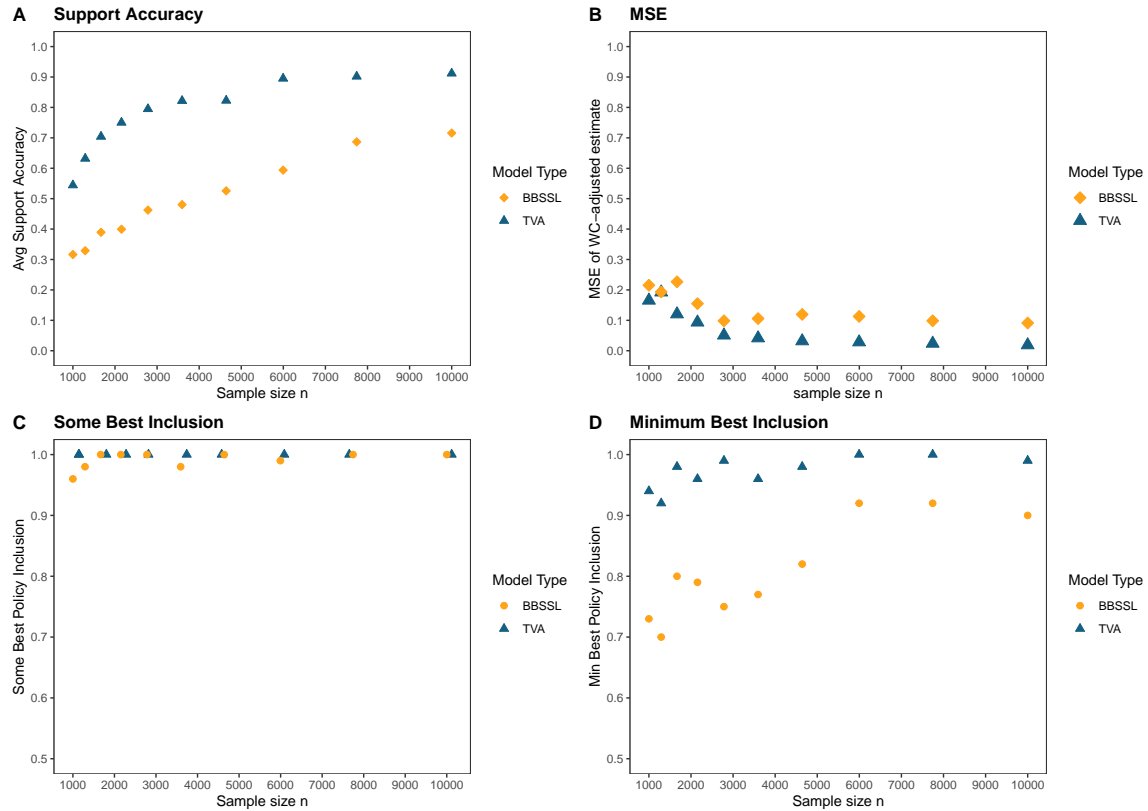 A Support Accuracy
Avg Support Accuracy
1.0
0.9
0.8
0.7
0.6
0.5
0.4
0.3
0.2
0.1
0.0
1000 2000 3000 4000 5000 6000 7000 8000 9000 10000
Sample size n
Model Type
BBSSL
TVA
B MSE
MSE of WC−adjusted estimate
1.0
0.9
0.8
0.7
0.6
0.5
0.4
0.3
0.2
0.1
0.0
1000 2000 3000 4000 5000 6000 7000 8000 9000 10000
sample size n
Model Type
BBSSL
TVA
C Some Best Inclusion
Some Best Policy Inclusion
1.0
0.9
0.8
0.7
0.6
0.5
1000 2000 3000 4000 5000 6000 7000 8000 9000 10000
Sample size n
Model Type
BBSSL
TVA
D Minimum Best Inclusion
Min Best Policy Inclusion
1.0
0.9
0.8
0.7
0.6
0.5
1000 2000 3000 4000 5000 6000 7000 8000 9000 10000
Sample size n
Model Type
BBSSL
TVA